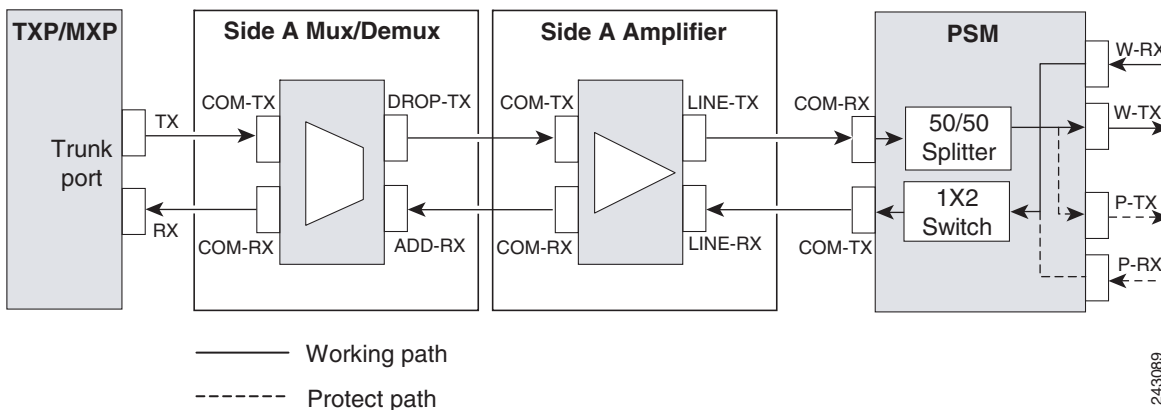 TXP/MXP
Trunk
port
TX
RX
Side A Mux/Demux
COM-TX
DROP-TX
COM-RX
ADD-RX
Side A Amplifier
COM-TX
LINE-TX
COM-RX
LINE-RX
PSM
COM-RX
COM-TX
50/50
Splitter
1X2
Switch
W-RX
W-TX
P-TX
P-RX
Working path
Protect path
243089